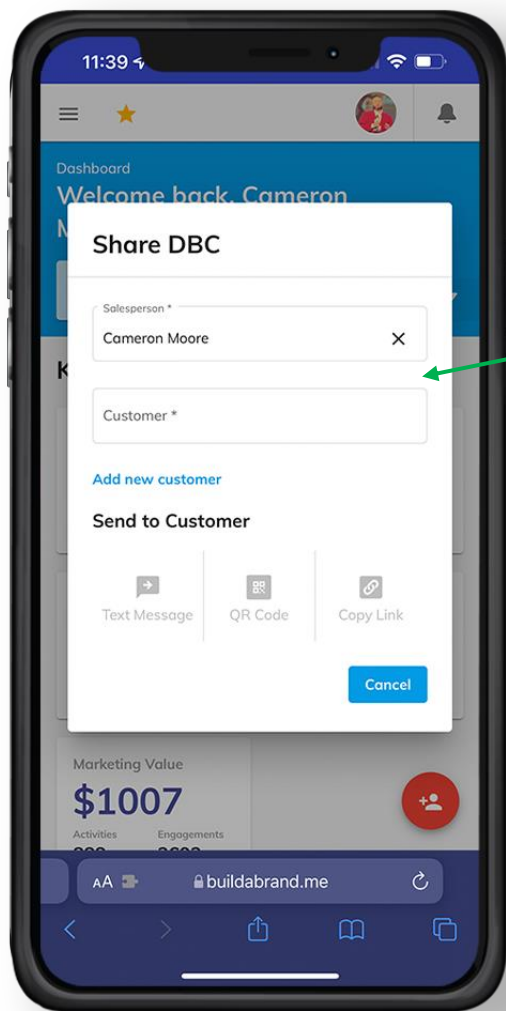 11:39
Dashboard
Welcome back, Cameron
Share DBC
Salesperson *
Cameron Moore
Customer *
Add new customer
Send to Customer
Text Message
QR Code
Copy Link
Cancel
Marketing Value
$1007
Activities
Engagements
AA
buildabrand.me